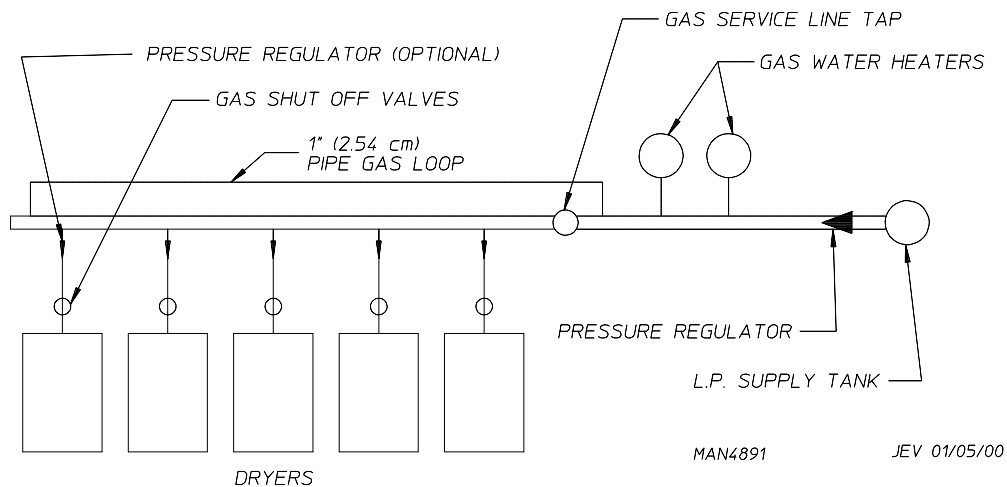 GAS SERVICE LINE TAP
PRESSURE REGULATOR (OPTIONAL)
GAS WATER HEATERS
GAS SHUT OFF VALVES
1" (2.54 cm)
PIPE GAS LOOP
PRESSURE REGULATOR
L.P. SUPPLY TANK
MAN4891
JEV 01/05/00
DRYERS